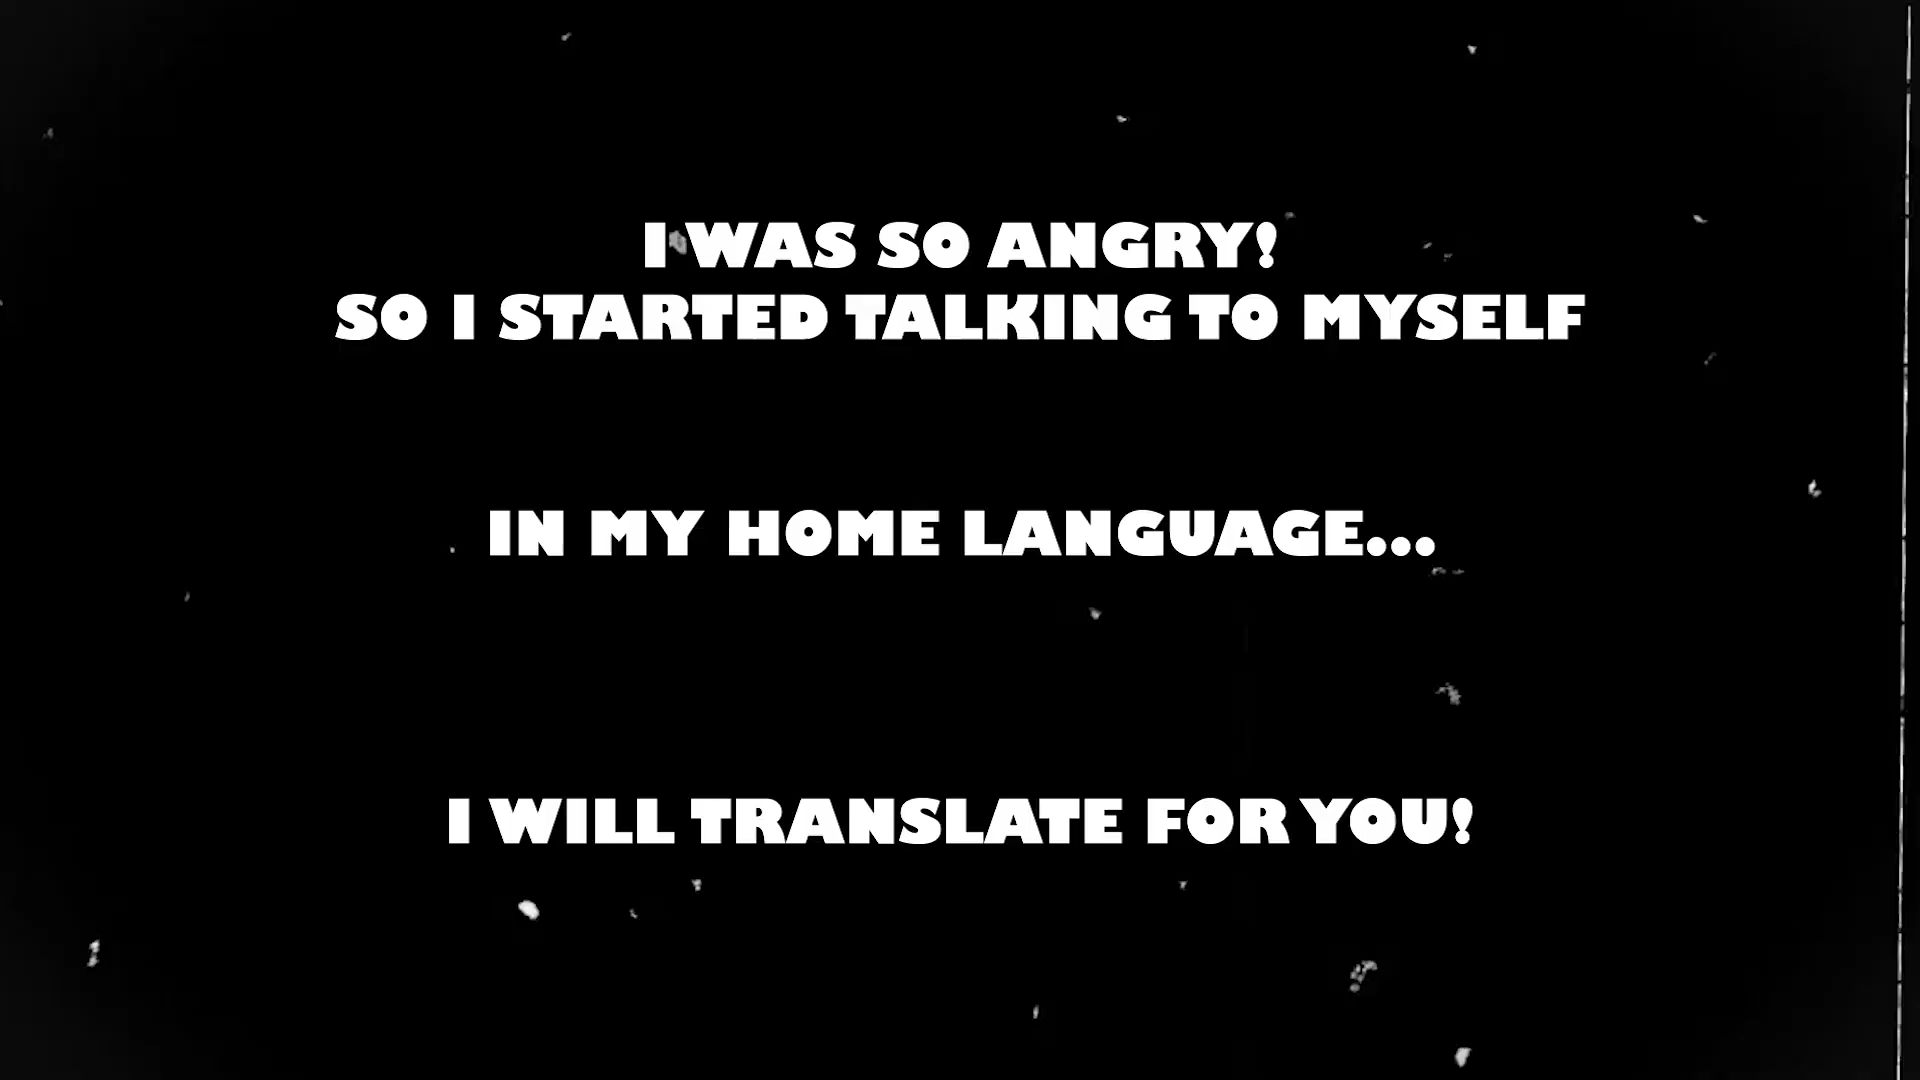 I WAS SO ANGRY!
SO I STARTED TALKING TO MYSELF
IN MY HOME LANGUAGE...
I WILL TRANSLATE FOR YOU!